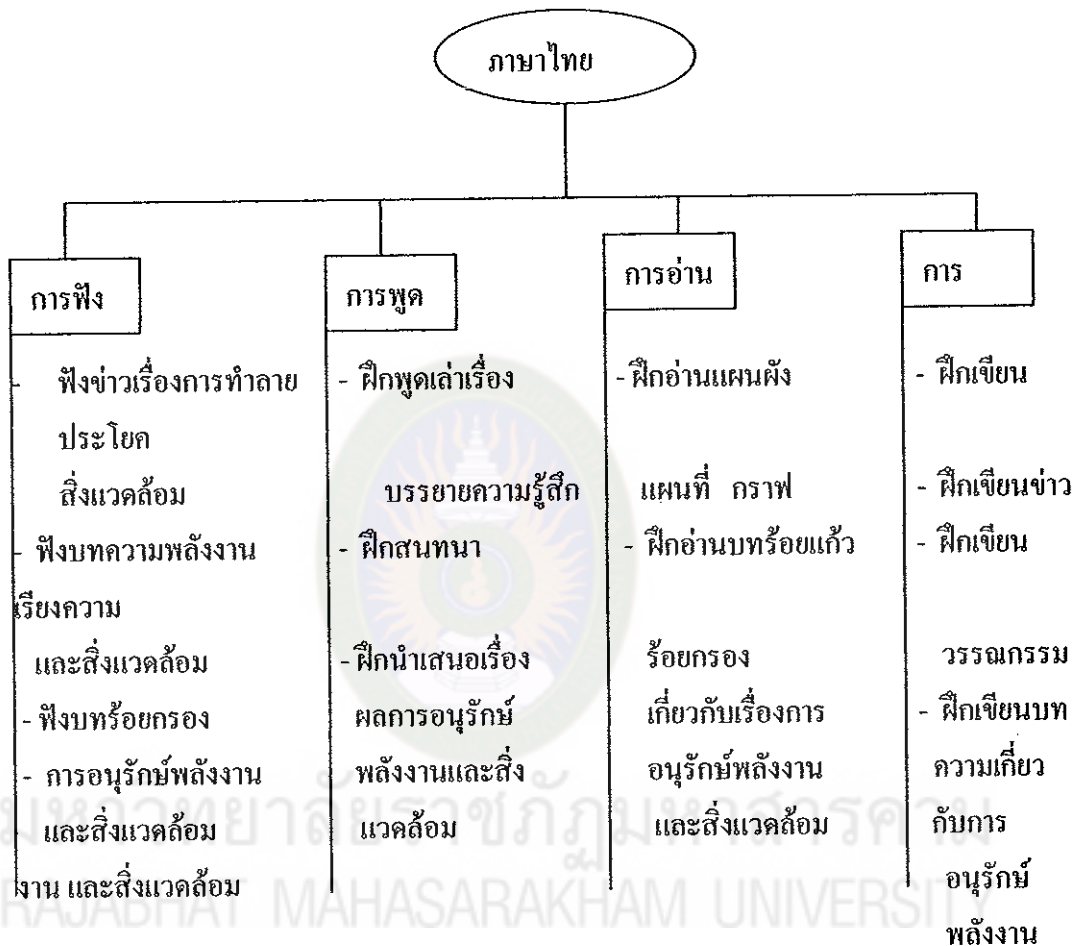 ภาษาไทย
การฟัง
- ฟังข่าวเรื่องการทำลาย
ประโยค
สิ่งแวดล้อม
- ฟังบทความพลังงาน
เรียงความ
และสิ่งแวดล้อม
- ฟังบทร้อยกรอง
- การอนุรักษ์พลังงาน
และสิ่งแวดล้อม
งาน และสิ่งแวดล้อม
การพูด
- ฝึกพูดเล่าเรื่อง
บรรยายความรู้สึก
- ฝึกสนทนา
- ฝึกนำเสนอเรื่อง
ผลการอนุรักษ์
พลังงานและสิ่ง
แวดล้อม
การอ่าน
- ฝึกอ่านแผนผัง
แผนที่ กราฟ
- ฝึกอ่านบทร้อยแก้ว
ร้อยกรอง
เกี่ยวกับเรื่องการ
อนุรักษ์พลังงาน
และสิ่งแวดล้อม
การ
- ฝึกเขียน
- ฝึกเขียนข่าว
- ฝึกเขียน
วรรณกรรม
- ฝึกเขียนบท
ความเกี่ยว
กับการ
อนุรักษ์
พลังงาน
มหาวิทยาลัยราชภัฏมหาสารคาม
RAJABHAT MAHASARAKHAM UNIVERSITY